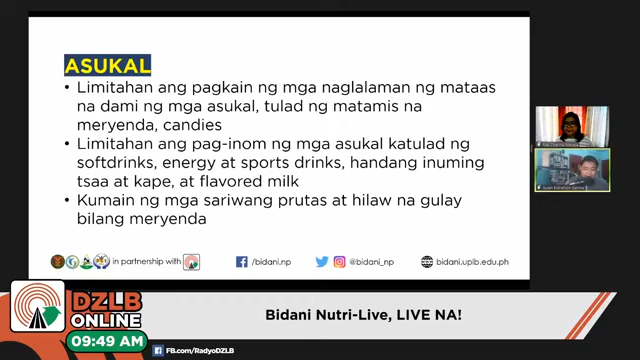 ASUKAL
• Limitahan ang pagkain ng mga naglalaman ng mataas
na dami ng mga asukal, tulad ng matamis na
meryenda, candies
• Limitahan ang pag-inom ng mga asukal katulad ng
softdrinks, energy at sports drinks, handang inuming
tsaa at kape, at flavored milk
• Kumain ng mga sariwang prutas at hilaw na gulay
bilang meryenda
in partnership with
/bidani.np
@bidani_np
bidani.uplb.edu.ph
DZLB
ONLINE
09:49 AM
Bidani Nutri-Live, LIVE NA!
FB.com/RadyoDZLB